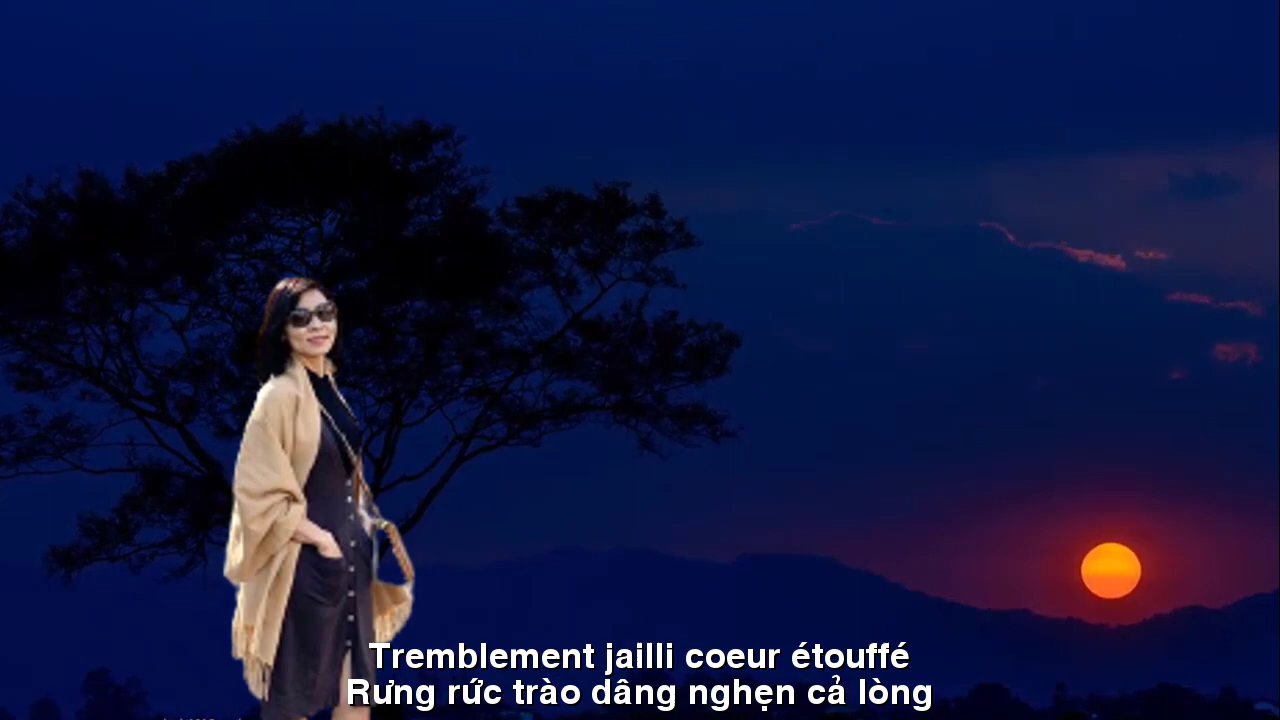 Tremblement jailli coeur étouffé
Rưng rức trào dâng nghẹn cả lòng